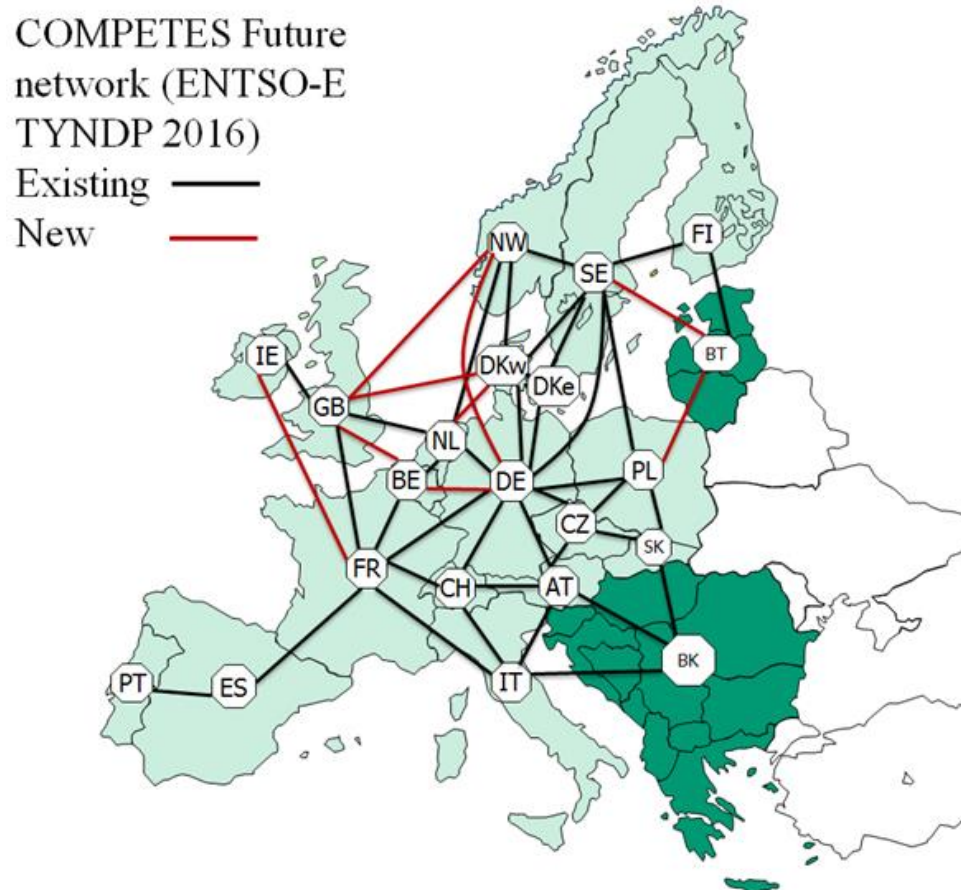 COMPETES Future
network (ENTSO-E
TYNDP 2016)
Existing
New
NW
FI
SE
IE
BT
DKw
DKe
GB
NL
BE
DE
PL
CZ
SK
FR
CH
AT
BK
PT
ES
IT